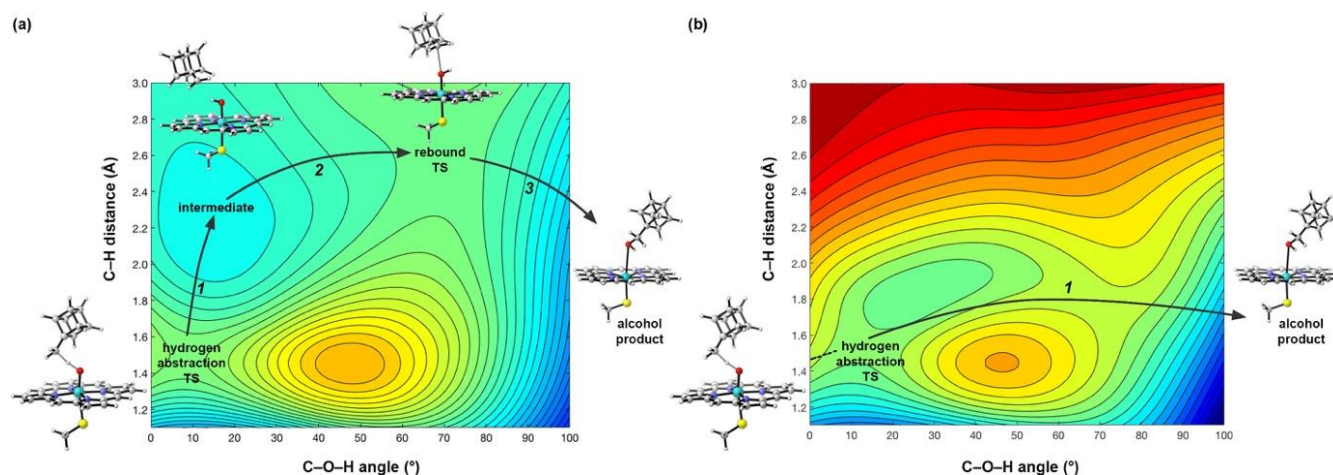 (a)
C–H distance (Å)
3.0
2.8
2.6
2.4
2.2
2.0
1.8
1.6
1.4
1.2
1.1
0 10 20 30 40 50 60 70 80 90 100
C–O–H angle (°)
intermediate
hydrogen
abstraction
TS
rebound
TS
1
2
3
alcohol
product
(b)
C–H distance (Å)
3.0
2.8
2.6
2.4
2.2
2.0
1.8
1.6
1.4
1.2
1.1
0 10 20 30 40 50 60 70 80 90 100
C–O–H angle (°)
hydrogen
abstraction
TS
1
alcohol
product